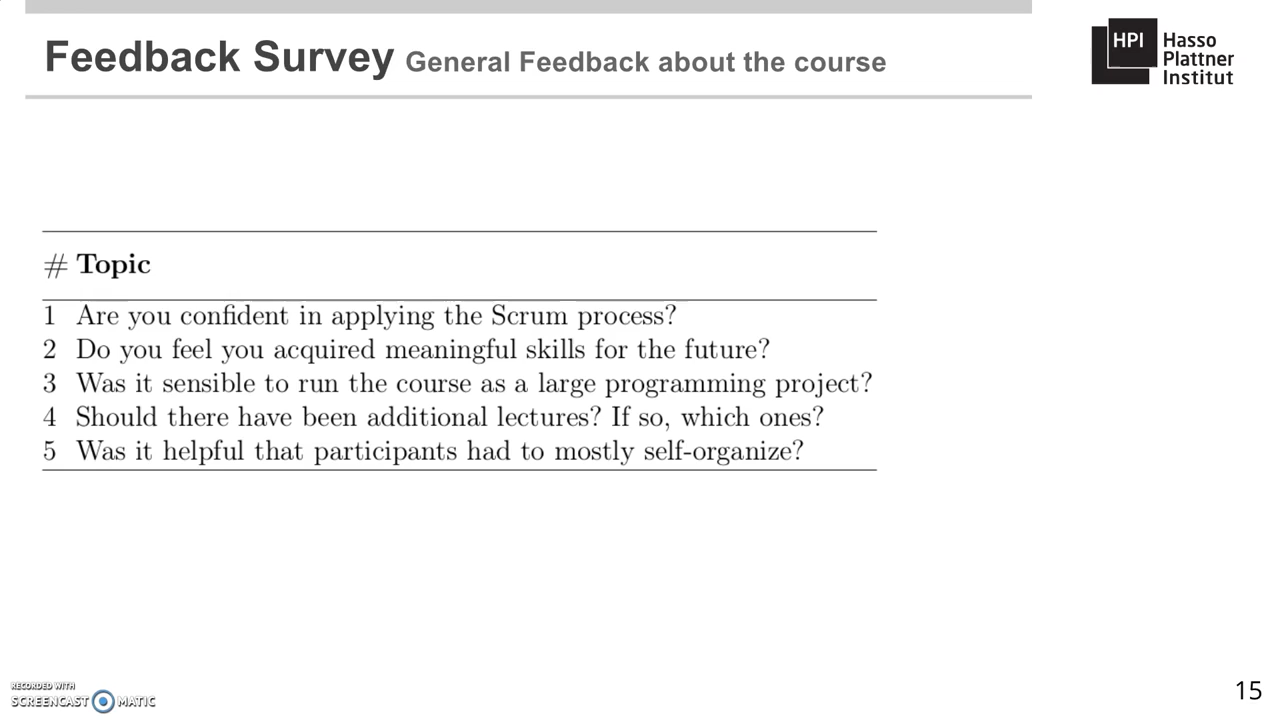 Feedback Survey General Feedback about the course
HPI Hasso
Plattner
Institut
# Topic
1 Are you confident in applying the Scrum process?
2 Do you feel you acquired meaningful skills for the future?
3 Was it sensible to run the course as a large programming project?
4 Should there have been additional lectures? If so, which ones?
5 Was it helpful that participants had to mostly self-organize?
RECORDED WITH
SCREENCAST MATIC
15